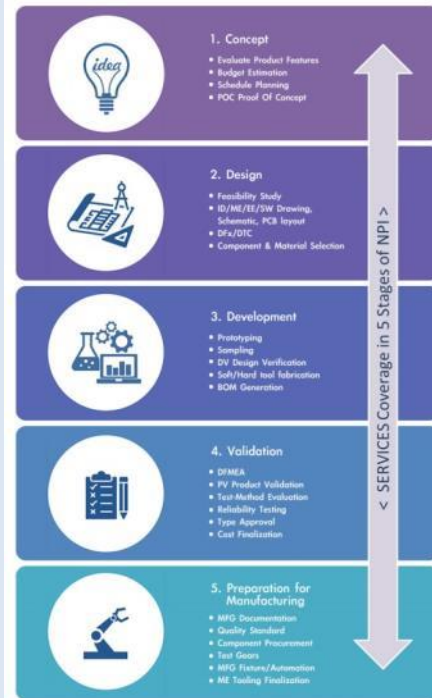 idea
1. Concept
• Evaluate Product Features
• Budget Estimation
• Schedule Planning
• POC Proof Of Concept
2. Design
• Feasibility Study
• ID/ME/EE/SW Drawing,
Schematic, PCB layout
• DFx/DTC
• Component & Material Selection
3. Development
• Prototyping
• Sampling
• DV Design Verification
• Soft/Hard tool fabrication
• BOM Generation
4. Validation
• DFMEA
• PV Product Validation
• Test-Method Evaluation
• Reliability Testing
• Type Approval
• Cost Finalization
5. Preparation for
Manufacturing
• MFG Documentation
• Quality Standard
• Component Procurement
• Test Gears
• MFG Fixture/Automation
• ME Tooling Finalization
< SERVICES Coverage in 5 Stages of NPI >